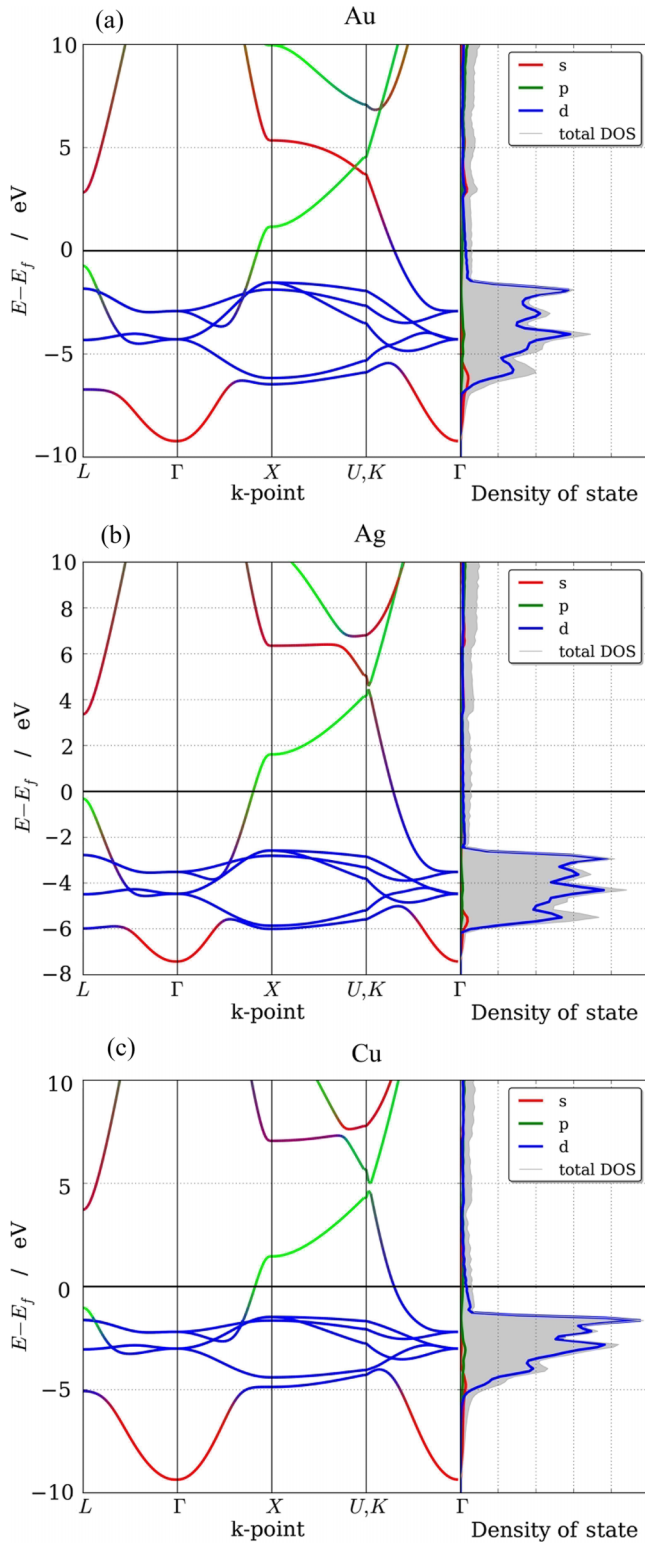 (a) Au
10
5
0
−5
−10
E−E_f / eV
L Γ X U,K Γ
k-point Density of state
s
p
d
total DOS
(b) Ag
10
8
6
4
2
0
−2
−4
−6
−8
E−E_f / eV
L Γ X U,K Γ
k-point Density of state
s
p
d
total DOS
(c) Cu
10
5
0
−5
−10
E−E_f / eV
L Γ X U,K Γ
k-point Density of state
s
p
d
total DOS